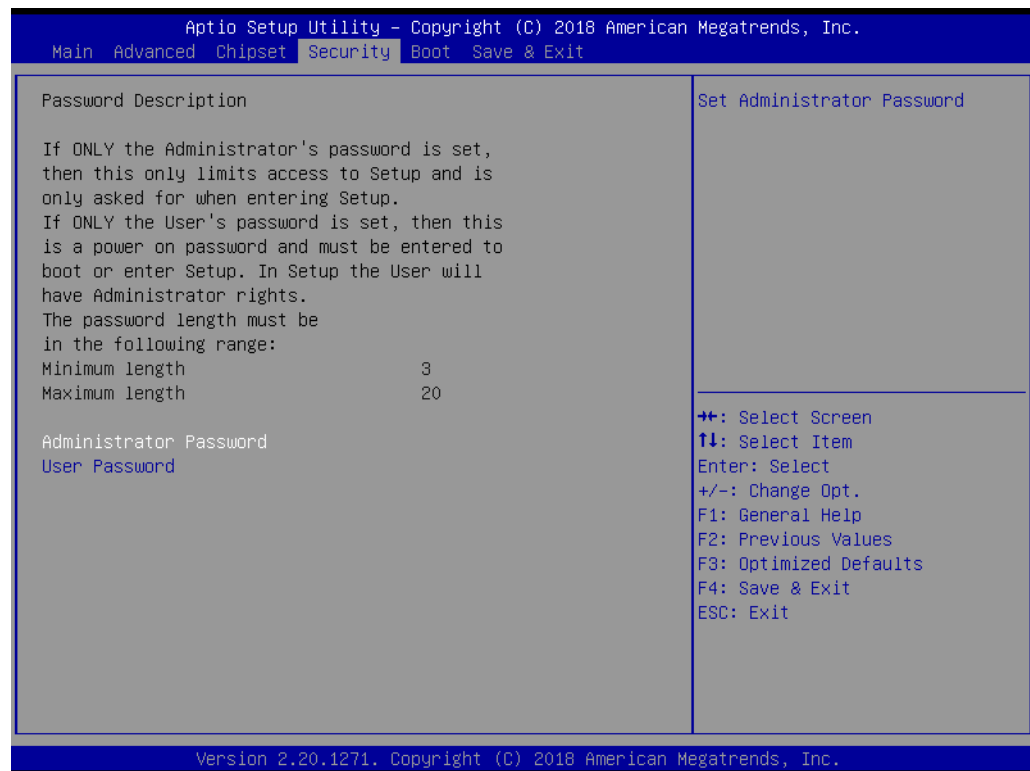 Aptio Setup Utility – Copyright (C) 2018 American Megatrends, Inc.
Main Advanced Chipset Security Boot Save & Exit
Password Description
If ONLY the Administrator's password is set,
then this only limits access to Setup and is
only asked for when entering Setup.
If ONLY the User's password is set, then this
is a power on password and must be entered to
boot or enter Setup. In Setup the User will
have Administrator rights.
The password length must be
in the following range:
Minimum length 3
Maximum length 20
Administrator Password
User Password
Set Administrator Password
→←: Select Screen
↑↓: Select Item
Enter: Select
+/-: Change Opt.
F1: General Help
F2: Previous Values
F3: Optimized Defaults
F4: Save & Exit
ESC: Exit
Version 2.20.1271. Copyright (C) 2018 American Megatrends, Inc.